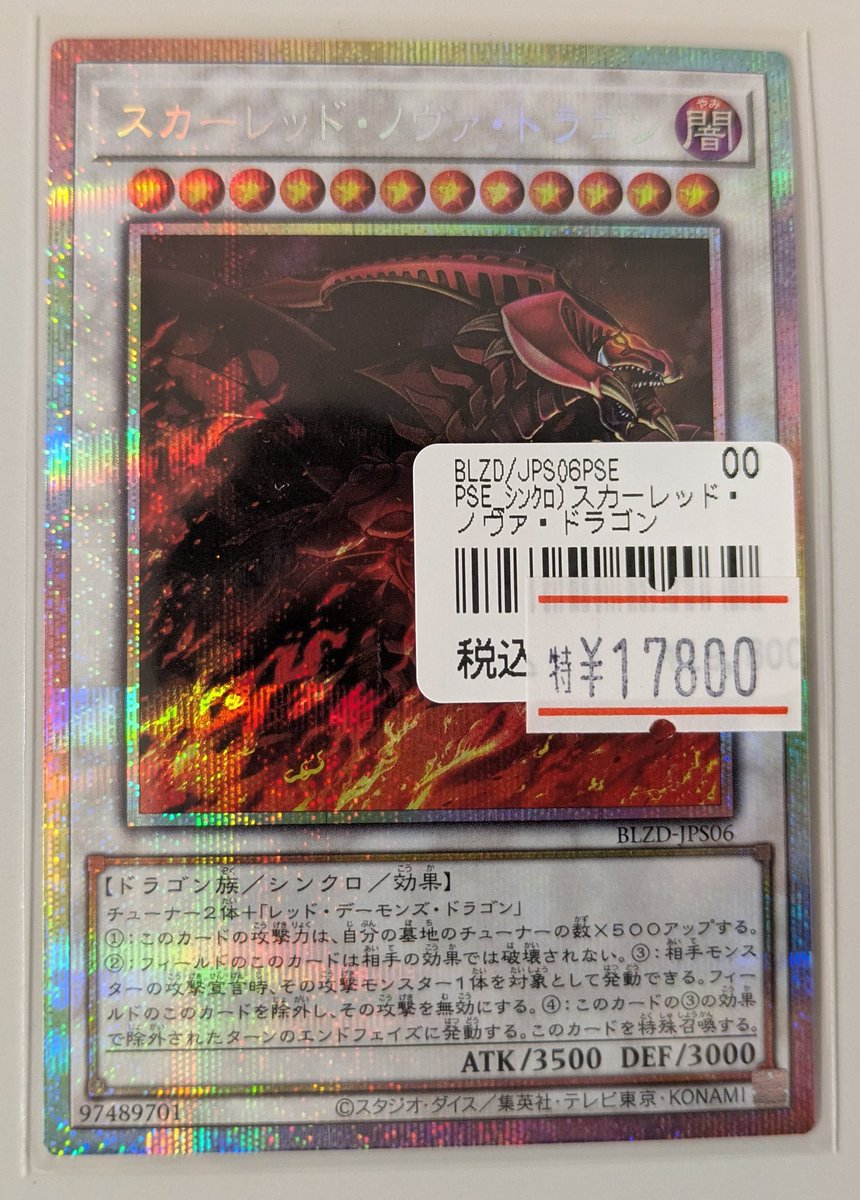 スカーレッド・ノヴァ・ドラゴン
やみ
闇
BLZD/JPS06PSE 00
PSE_シンクロ)スカーレッド・
ノヴァ・ドラゴン
税込
特¥17800
BLZD-JPS06
【ドラゴン族/シンクロ/効果】
チューナー2体+「レッド・デーモンズ・ドラゴン」
①:このカードの攻撃力は、自分の墓地のチューナーの数×500アップする。
②:フィールドのこのカードは相手の効果では破壊されない。③:相手モンス
ターの攻撃宣言時、その攻撃モンスター1体を対象として発動できる。フィー
ルドのこのカードを除外し、その攻撃を無効にする。④:このカードの③の効果
で除外されたターンのエンドフェイズに発動する。このカードを特殊召喚する。
ATK/3500 DEF/3000
97489701 ©スタジオ・ダイス/集英社・テレビ東京・KONAMI